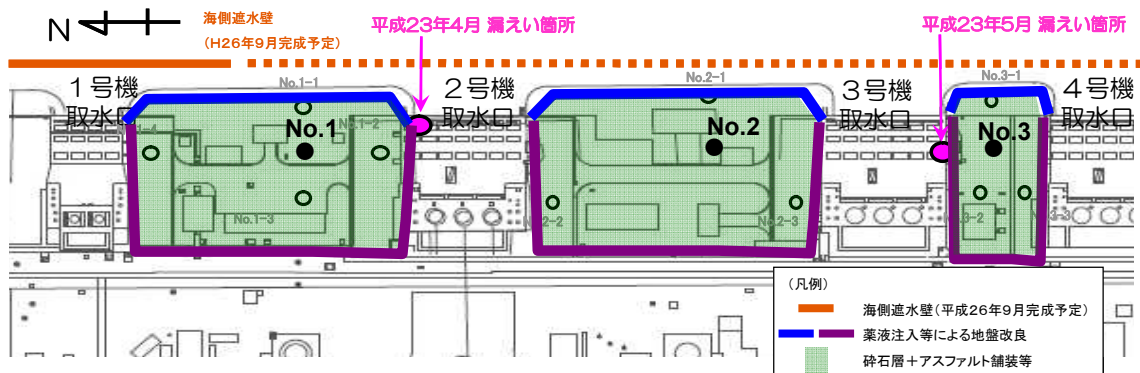 N
海側遮水壁
(H26年9月完成予定)
平成23年4月 漏えい箇所
平成23年5月 漏えい箇所
1号機
取水口
No.1-1
2号機
取水口
No.2-1
3号機
取水口
No.3-1
4号機
取水口
1-4
No.1
No.1-2
No.2
No.3
No.1-3
2-2
No.2-3
3-2
3-3
(凡例)
海側遮水壁(平成26年9月完成予定)
薬液注入等による地盤改良
砕石層+アスファルト舗装等